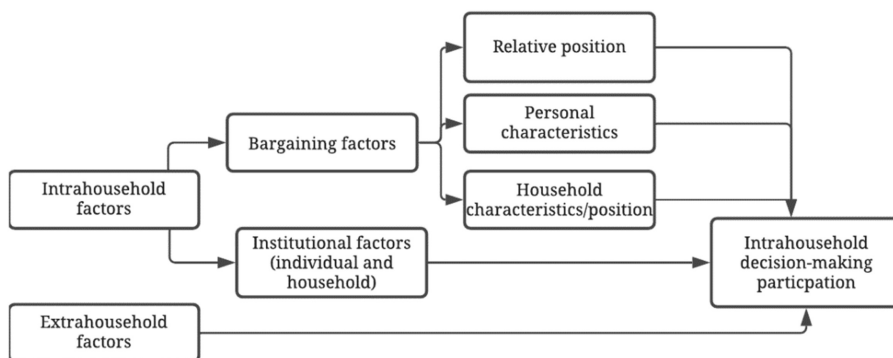 Relative position
Personal
characteristics
Bargaining factors
Household
characteristics/position
Intrahousehold
factors
Institutional factors
(individual and
household)
Intrahousehold
decision-making
particpation
Extrahousehold
factors